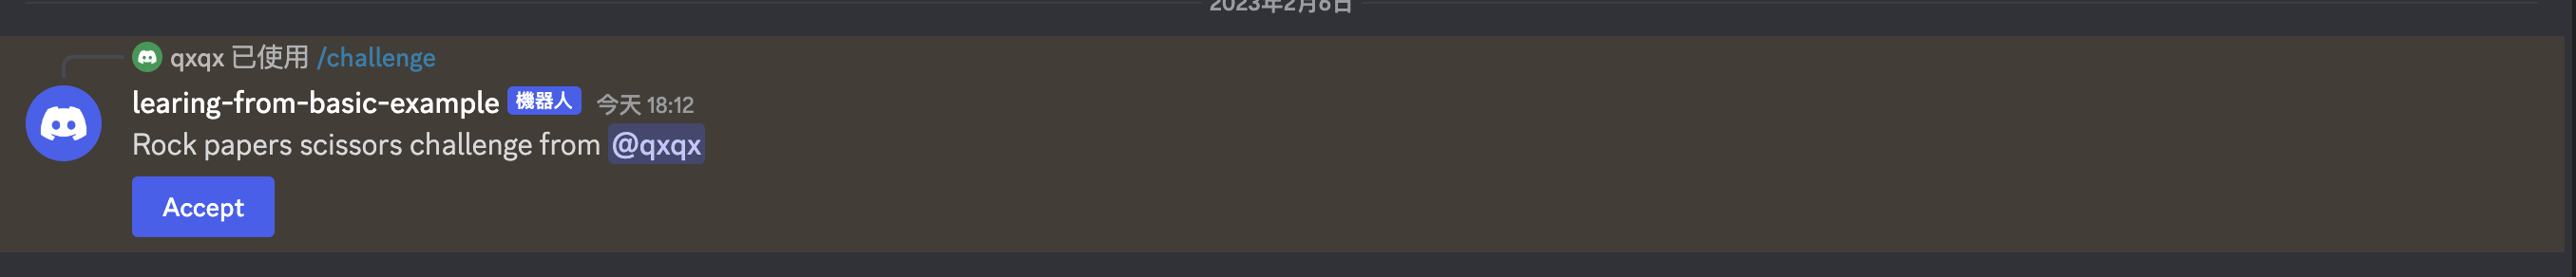 2023年2月6日
qxqx 已使用 /challenge
learing-from-basic-example 機器人 今天 18:12
Rock papers scissors challenge from @qxqx
Accept